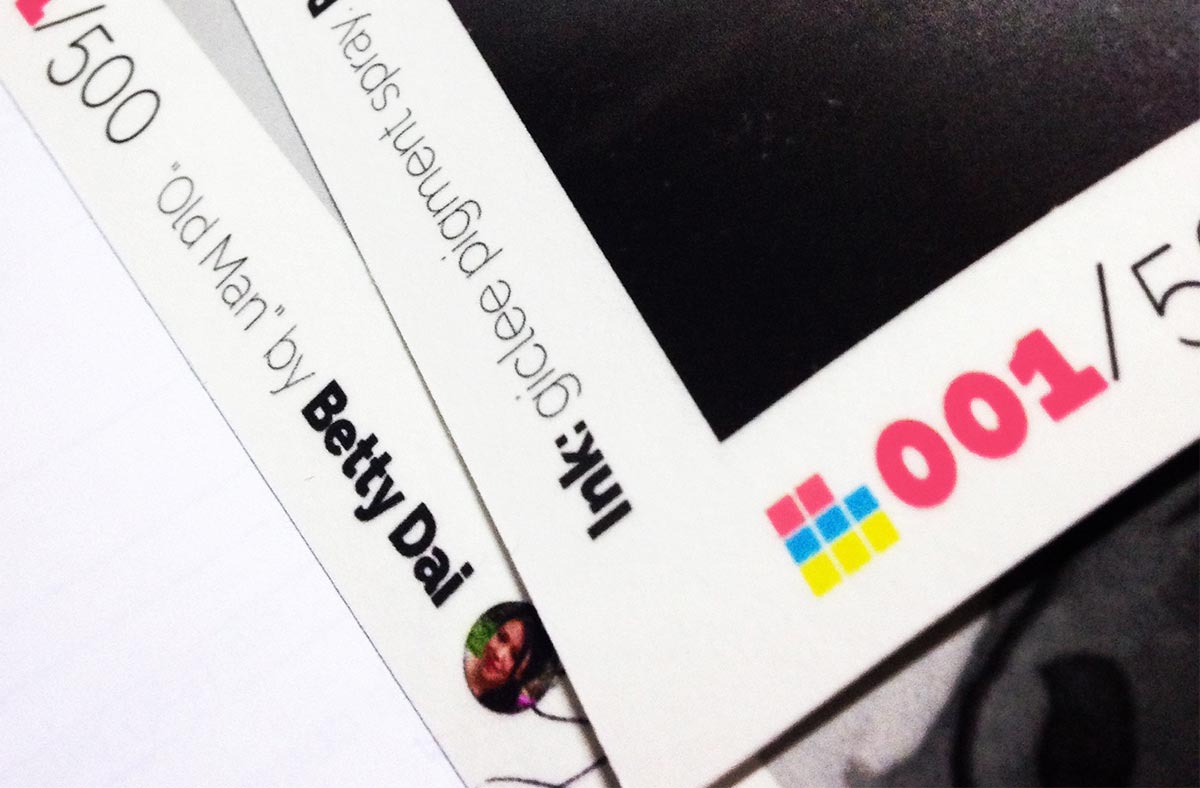 /500
"Old Man", by Betty Dai
Ink: giclee pigment spray.
001/5